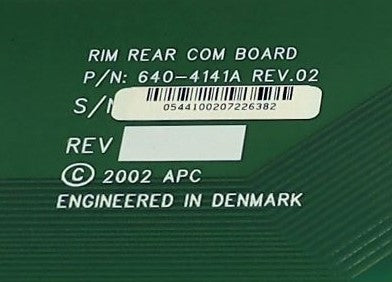 RIM REAR COM BOARD
P/N: 640-4141A REV.02
S/N
0544100207226382
REV
© 2002 APC
ENGINEERED IN DENMARK